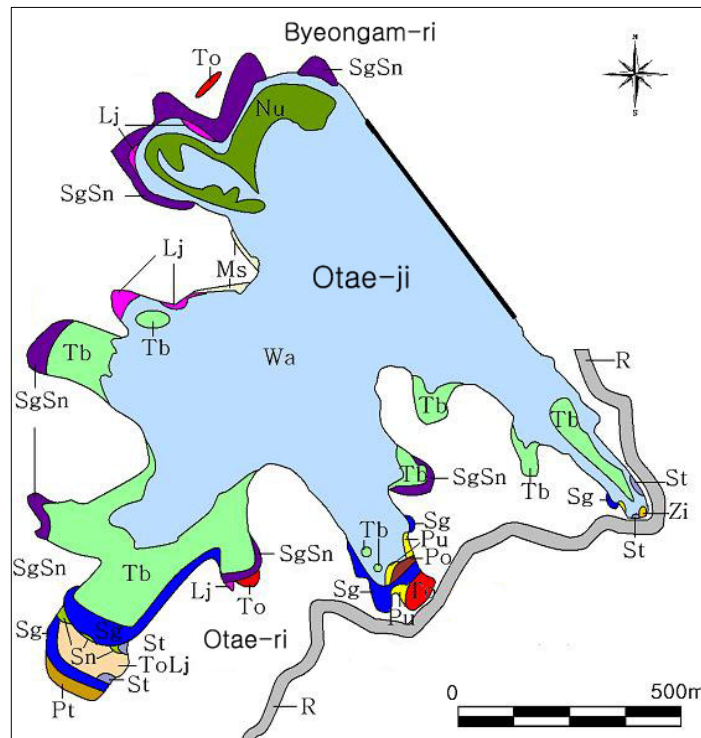 Byeongam-ri
N
To
SgSn
S
Lj
Nu
SgSn
Lj
Ms
Otae-ji
Tb
Tb
Wa
R
SgSn
Tb
Tb
Tb
SgSn
Tb
St
Sg
Zi
St
Sg
Tb
Pu
Po
SgSn
SgSn
Tb
Lj
To
Sg
To
Pu
Otae-ri
Sg
Sg
Sn
St
ToLj
St
Pt
R
0
500m